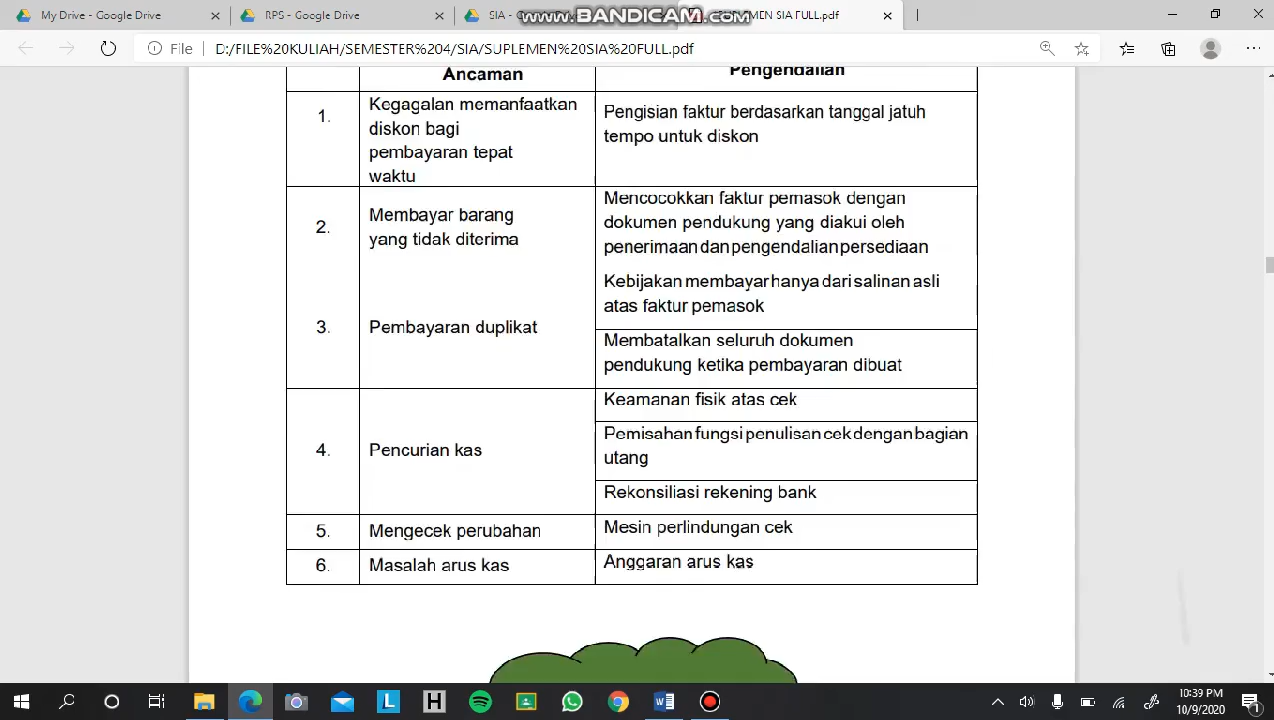 My Drive - Google Drive
RPS - Google Drive
SIA - G
www.BANDICAM.com
SUPLEMEN SIA FULL.pdf
File
D:/FILE%20KULIAH/SEMESTER%204/SIA/SUPLEMEN%20SIA%20FULL.pdf
Ancaman
Pengendalian
1.
Kegagalan memanfaatkan
diskon bagi
pembayaran tepat
waktu
Pengisian faktur berdasarkan tanggal jatuh
tempo untuk diskon
2.
Membayar barang
yang tidak diterima
Mencocokkan faktur pemasok dengan
dokumen pendukung yang diakui oleh
penerimaan dan pengendalian persediaan
3.
Pembayaran duplikat
Kebijakan membayar hanya dari salinan asli
atas faktur pemasok
Membatalkan seluruh dokumen
pendukung ketika pembayaran dibuat
4.
Pencurian kas
Keamanan fisik atas cek
Pemisahan fungsi penulisan cek dengan bagian
utang
Rekonsiliasi rekening bank
5.
Mengecek perubahan
Mesin perlindungan cek
6.
Masalah arus kas
Anggaran arus kas
L
H
W
10:39 PM
10/9/2020
1